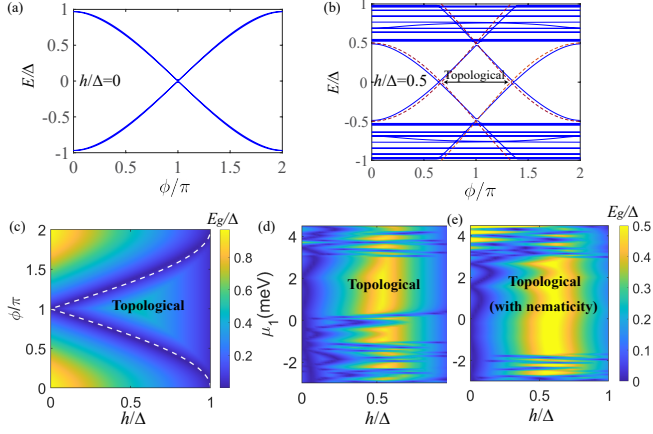 (a)
E/Δ
1
0.5
0
-0.5
-1
h/Δ=0
0
0.5
1
1.5
2
ϕ/π
(b)
E/Δ
1
0.5
0
-0.5
-1
h/Δ=0.5
Topological
0
0.5
1
1.5
2
ϕ/π
(c)
Eg/Δ
ϕ/π
2
1.5
1
0.5
0
Topological
0
0.5
1
h/Δ
0.8
0.6
0.4
0.2
(d)
μ1(meV)
4
2
0
-2
Topological
0
0.5
h/Δ
(e)
Eg/Δ
4
2
0
-2
Topological
(with nematicity)
0
0.5
1
h/Δ
0.5
0.4
0.3
0.2
0.1
0